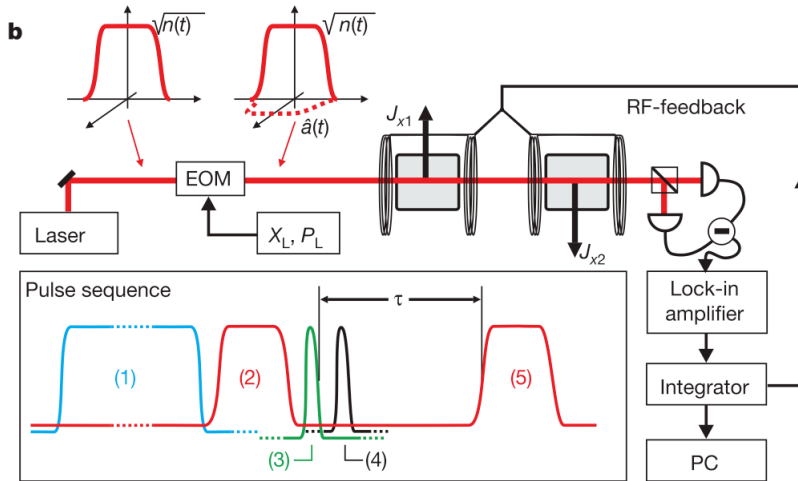 b
√n(t)
√n(t)
â(t)
J_x1
RF-feedback
EOM
Laser
X_L, P_L
J_x2
Pulse sequence
τ
Lock-in
amplifier
(1)
(2)
(5)
Integrator
(3)
(4)
PC